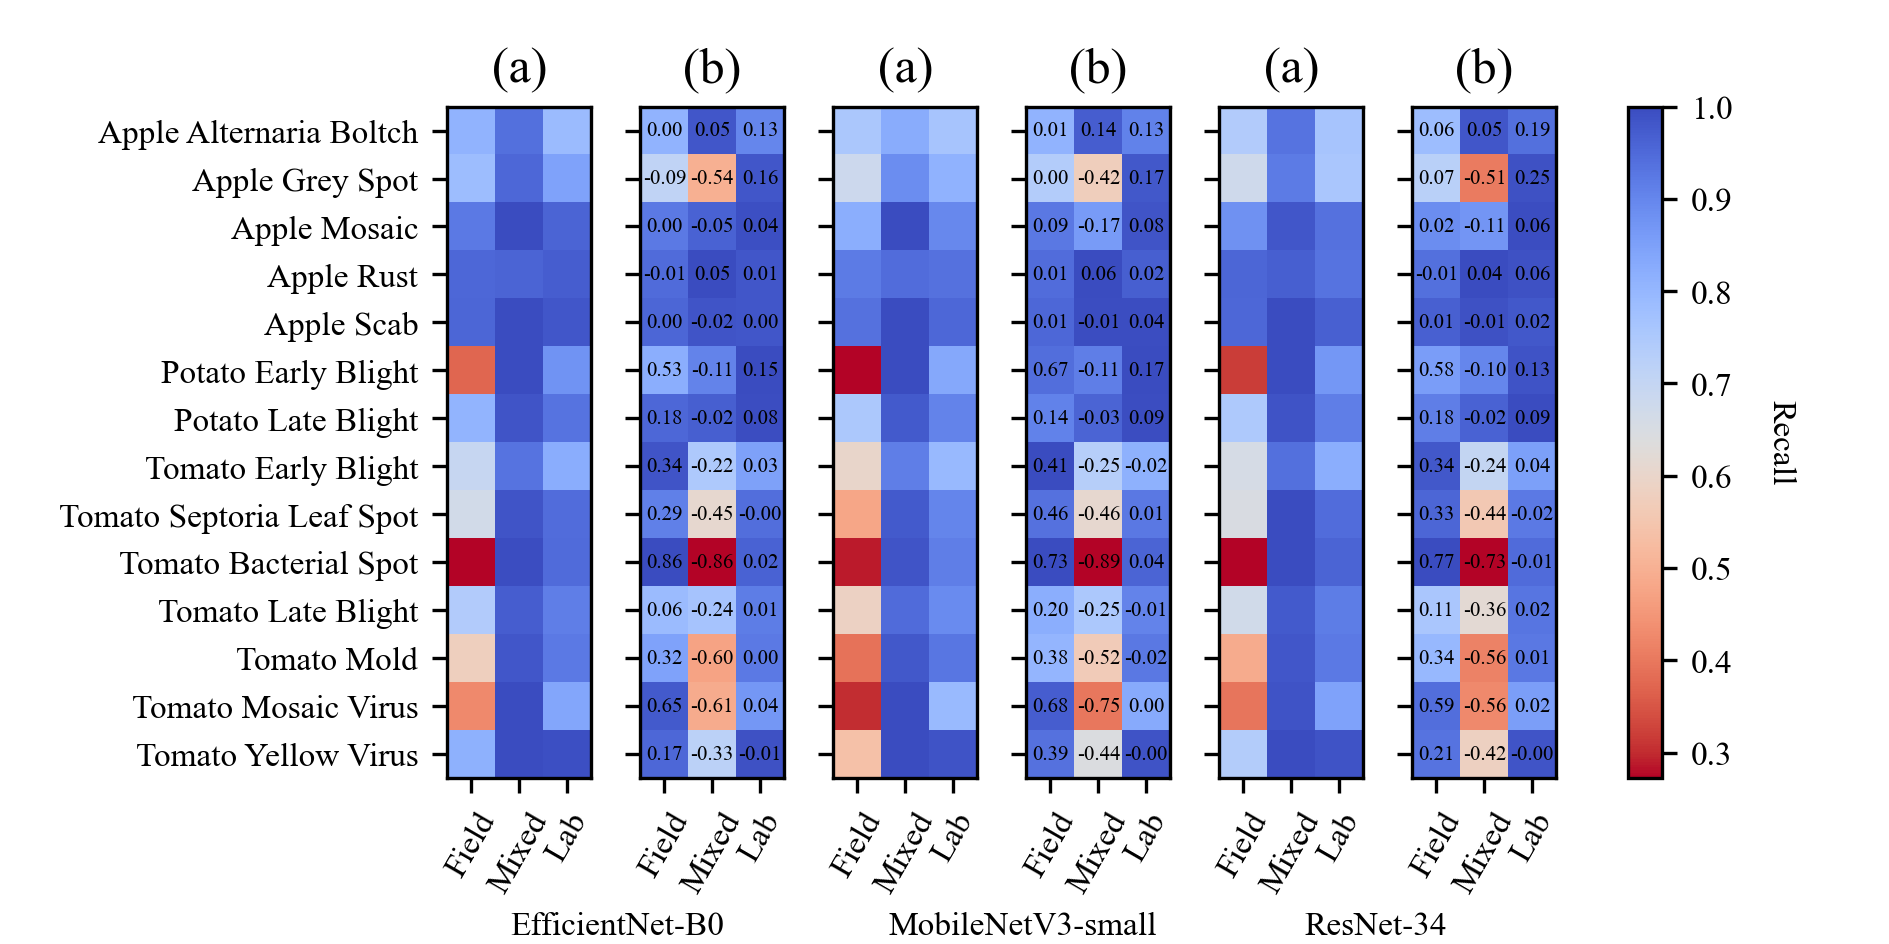 (a) (b) (a) (b) (a) (b)
Apple Alternaria Boltch 0.00 0.05 0.13 0.01 0.14 0.13 0.06 0.05 0.19 1.0
Apple Grey Spot -0.09 -0.54 0.16 0.00 -0.42 0.17 0.07 -0.51 0.25 0.9
Apple Mosaic 0.00 -0.05 0.04 0.09 -0.17 0.08 0.02 -0.11 0.06
Apple Rust -0.01 0.05 0.01 0.01 0.06 0.02 -0.01 0.04 0.06 0.8
Apple Scab 0.00 -0.02 0.00 0.01 -0.01 0.04 0.01 -0.01 0.02
Potato Early Blight 0.53 -0.11 0.15 0.67 -0.11 0.17 0.58 -0.10 0.13 0.7
Potato Late Blight 0.18 -0.02 0.08 0.14 -0.03 0.09 0.18 -0.02 0.09
Tomato Early Blight 0.34 -0.22 0.03 0.41 -0.25 -0.02 0.34 -0.24 0.04 0.6 Recall
Tomato Septoria Leaf Spot 0.29 -0.45 -0.00 0.46 -0.46 0.01 0.33 -0.44 -0.02
Tomato Bacterial Spot 0.86 -0.86 0.02 0.73 -0.89 0.04 0.77 -0.73 -0.01 0.5
Tomato Late Blight 0.06 -0.24 0.01 0.20 -0.25 -0.01 0.11 -0.36 0.02
Tomato Mold 0.32 -0.60 0.00 0.38 -0.52 -0.02 0.34 -0.56 0.01 0.4
Tomato Mosaic Virus 0.65 -0.61 0.04 0.68 -0.75 0.00 0.59 -0.56 0.02
Tomato Yellow Virus 0.17 -0.33 -0.01 0.39 -0.44 -0.00 0.21 -0.42 -0.00 0.3
Field Mixed Lab Field Mixed Lab Field Mixed Lab Field Mixed Lab Field Mixed Lab Field Mixed Lab
EfficientNet-B0 MobileNetV3-small ResNet-34